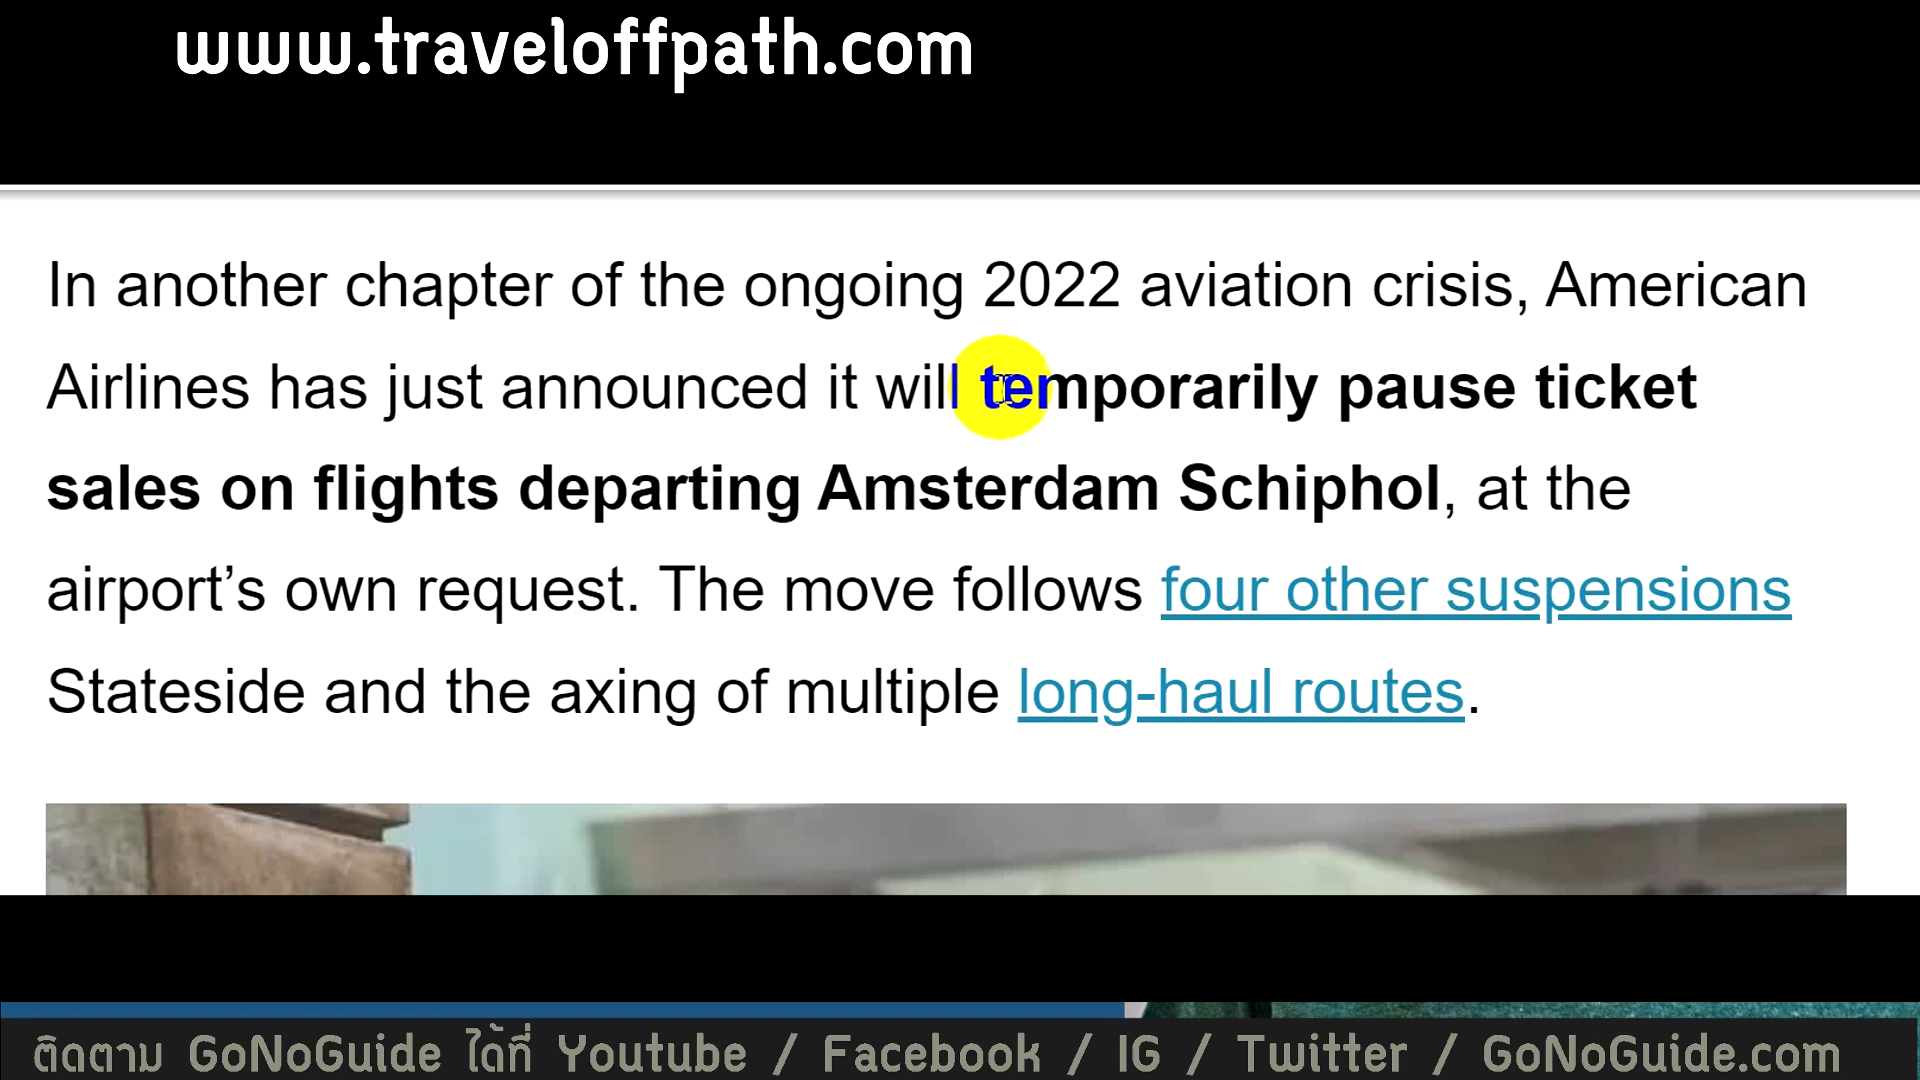 www.traveloffpath.com
In another chapter of the ongoing 2022 aviation crisis, American
Airlines has just announced it will temporarily pause ticket
sales on flights departing Amsterdam Schiphol, at the
airport’s own request. The move follows four other suspensions
Stateside and the axing of multiple long-haul routes.
ติดตาม GoNoGuide ได้ที่ Youtube / Facebook / IG / Twitter / GoNoGuide.com